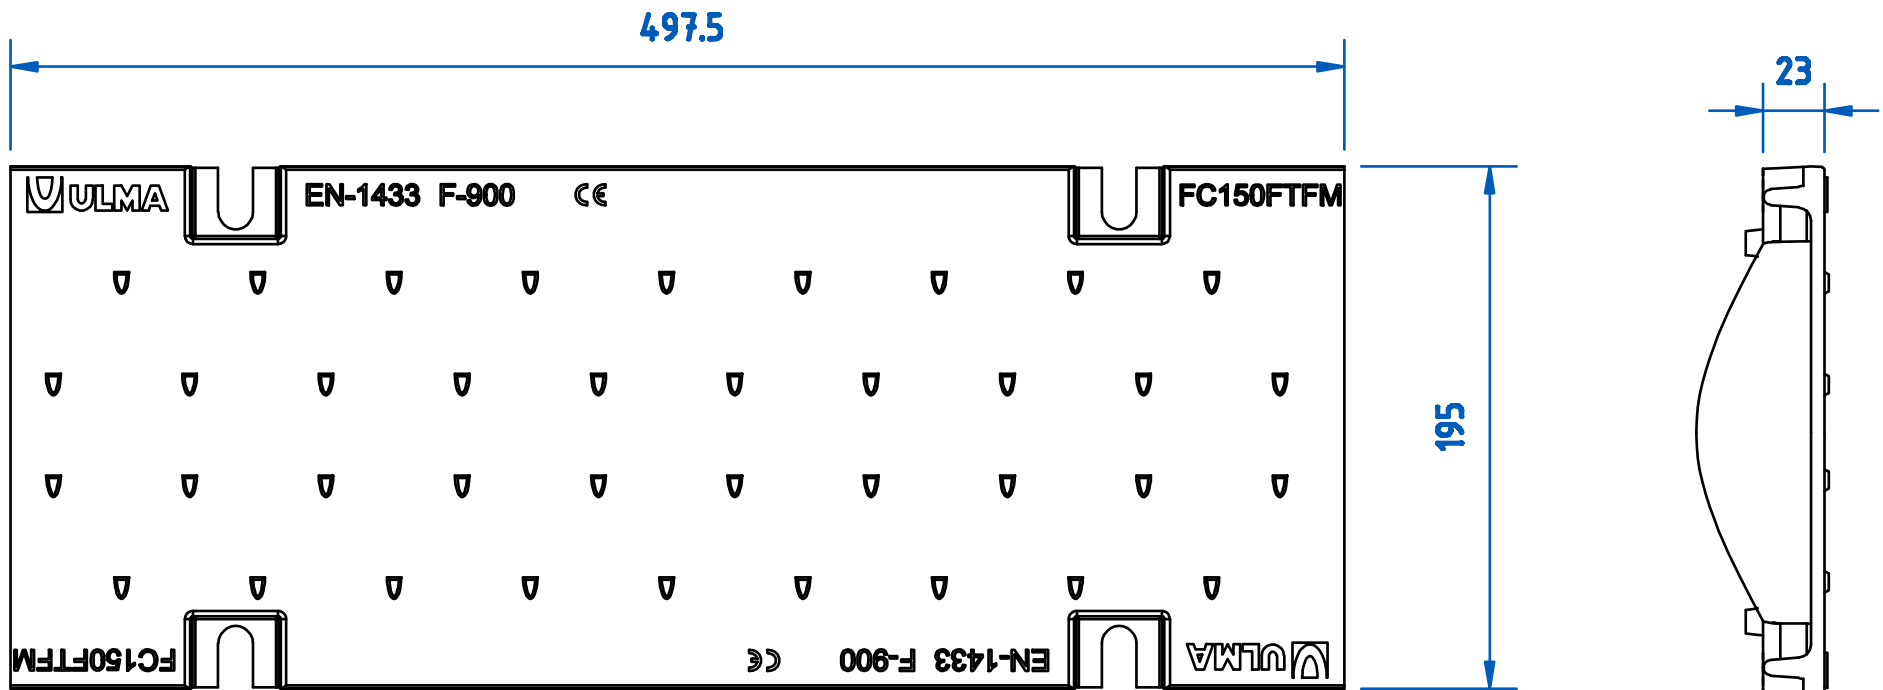 497.5
23
ULMA EN-1433 F-900 CE FC150FTFM
195
FC150FTFM CE EN-1433 F-900 ULMA